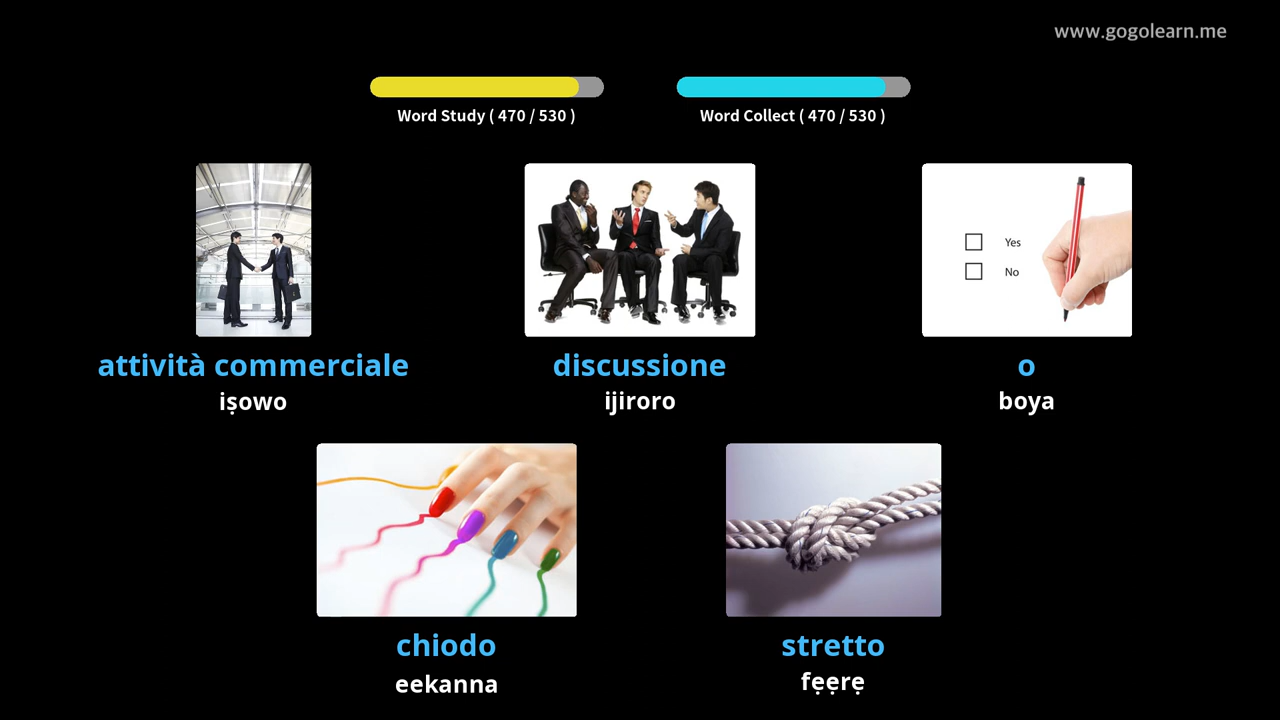 www.gogolearn.me
Word Study ( 470 / 530 )
Word Collect ( 470 / 530 )
Yes
No
attività commerciale
discussione
o
iṣowo
ijiroro
boya
chiodo
stretto
eekanna
fẹẹrẹ